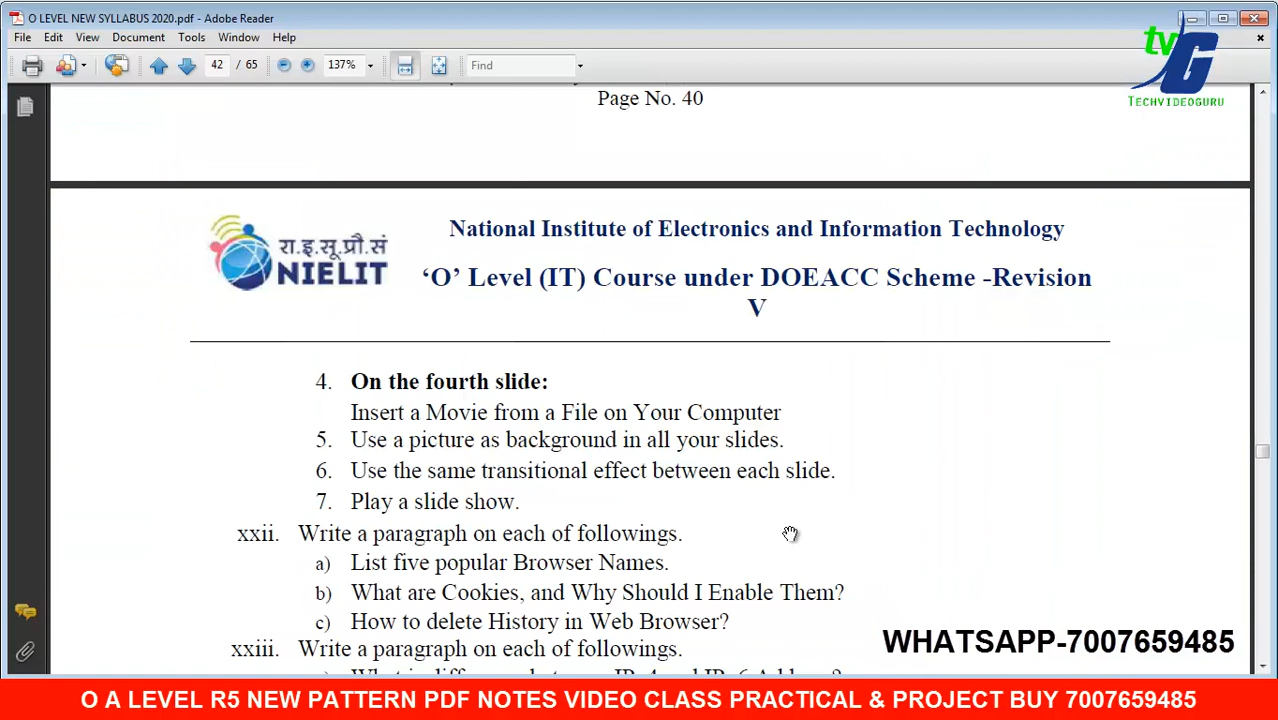 O LEVEL NEW SYLLABUS 2020.pdf - Adobe Reader
File Edit View Document Tools Window Help
42 / 65 137% Find
tv
G
TECHVIDEOGURU
Page No. 40
रा.इ.सू.प्रौ.सं
NIELIT
National Institute of Electronics and Information Technology
‘O’ Level (IT) Course under DOEACC Scheme -Revision
V
4. On the fourth slide:
Insert a Movie from a File on Your Computer
5. Use a picture as background in all your slides.
6. Use the same transitional effect between each slide.
7. Play a slide show.
xxii. Write a paragraph on each of followings.
a) List five popular Browser Names.
b) What are Cookies, and Why Should I Enable Them?
c) How to delete History in Web Browser?
xxiii. Write a paragraph on each of followings.
WHATSAPP-7007659485
O A LEVEL R5 NEW PATTERN PDF NOTES VIDEO CLASS PRACTICAL & PROJECT BUY 7007659485